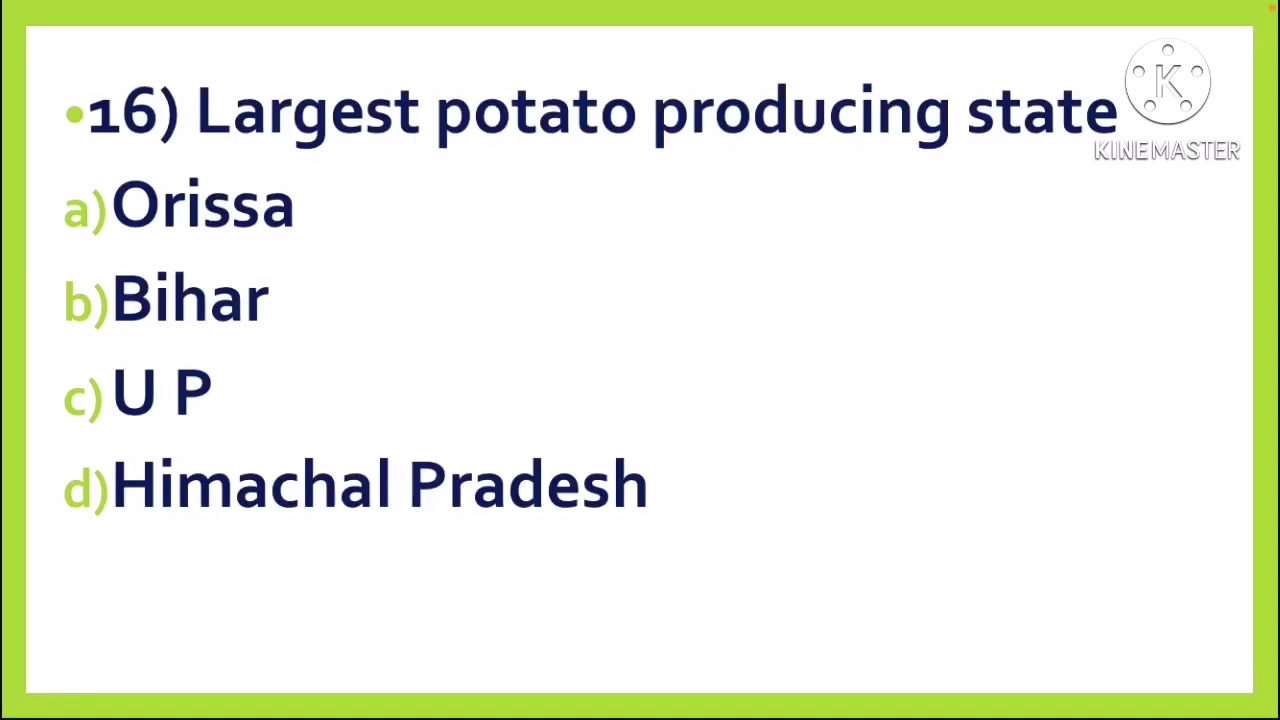 •16) Largest potato producing state
K
KINEMASTER
a)Orissa
b)Bihar
c)U P
d)Himachal Pradesh